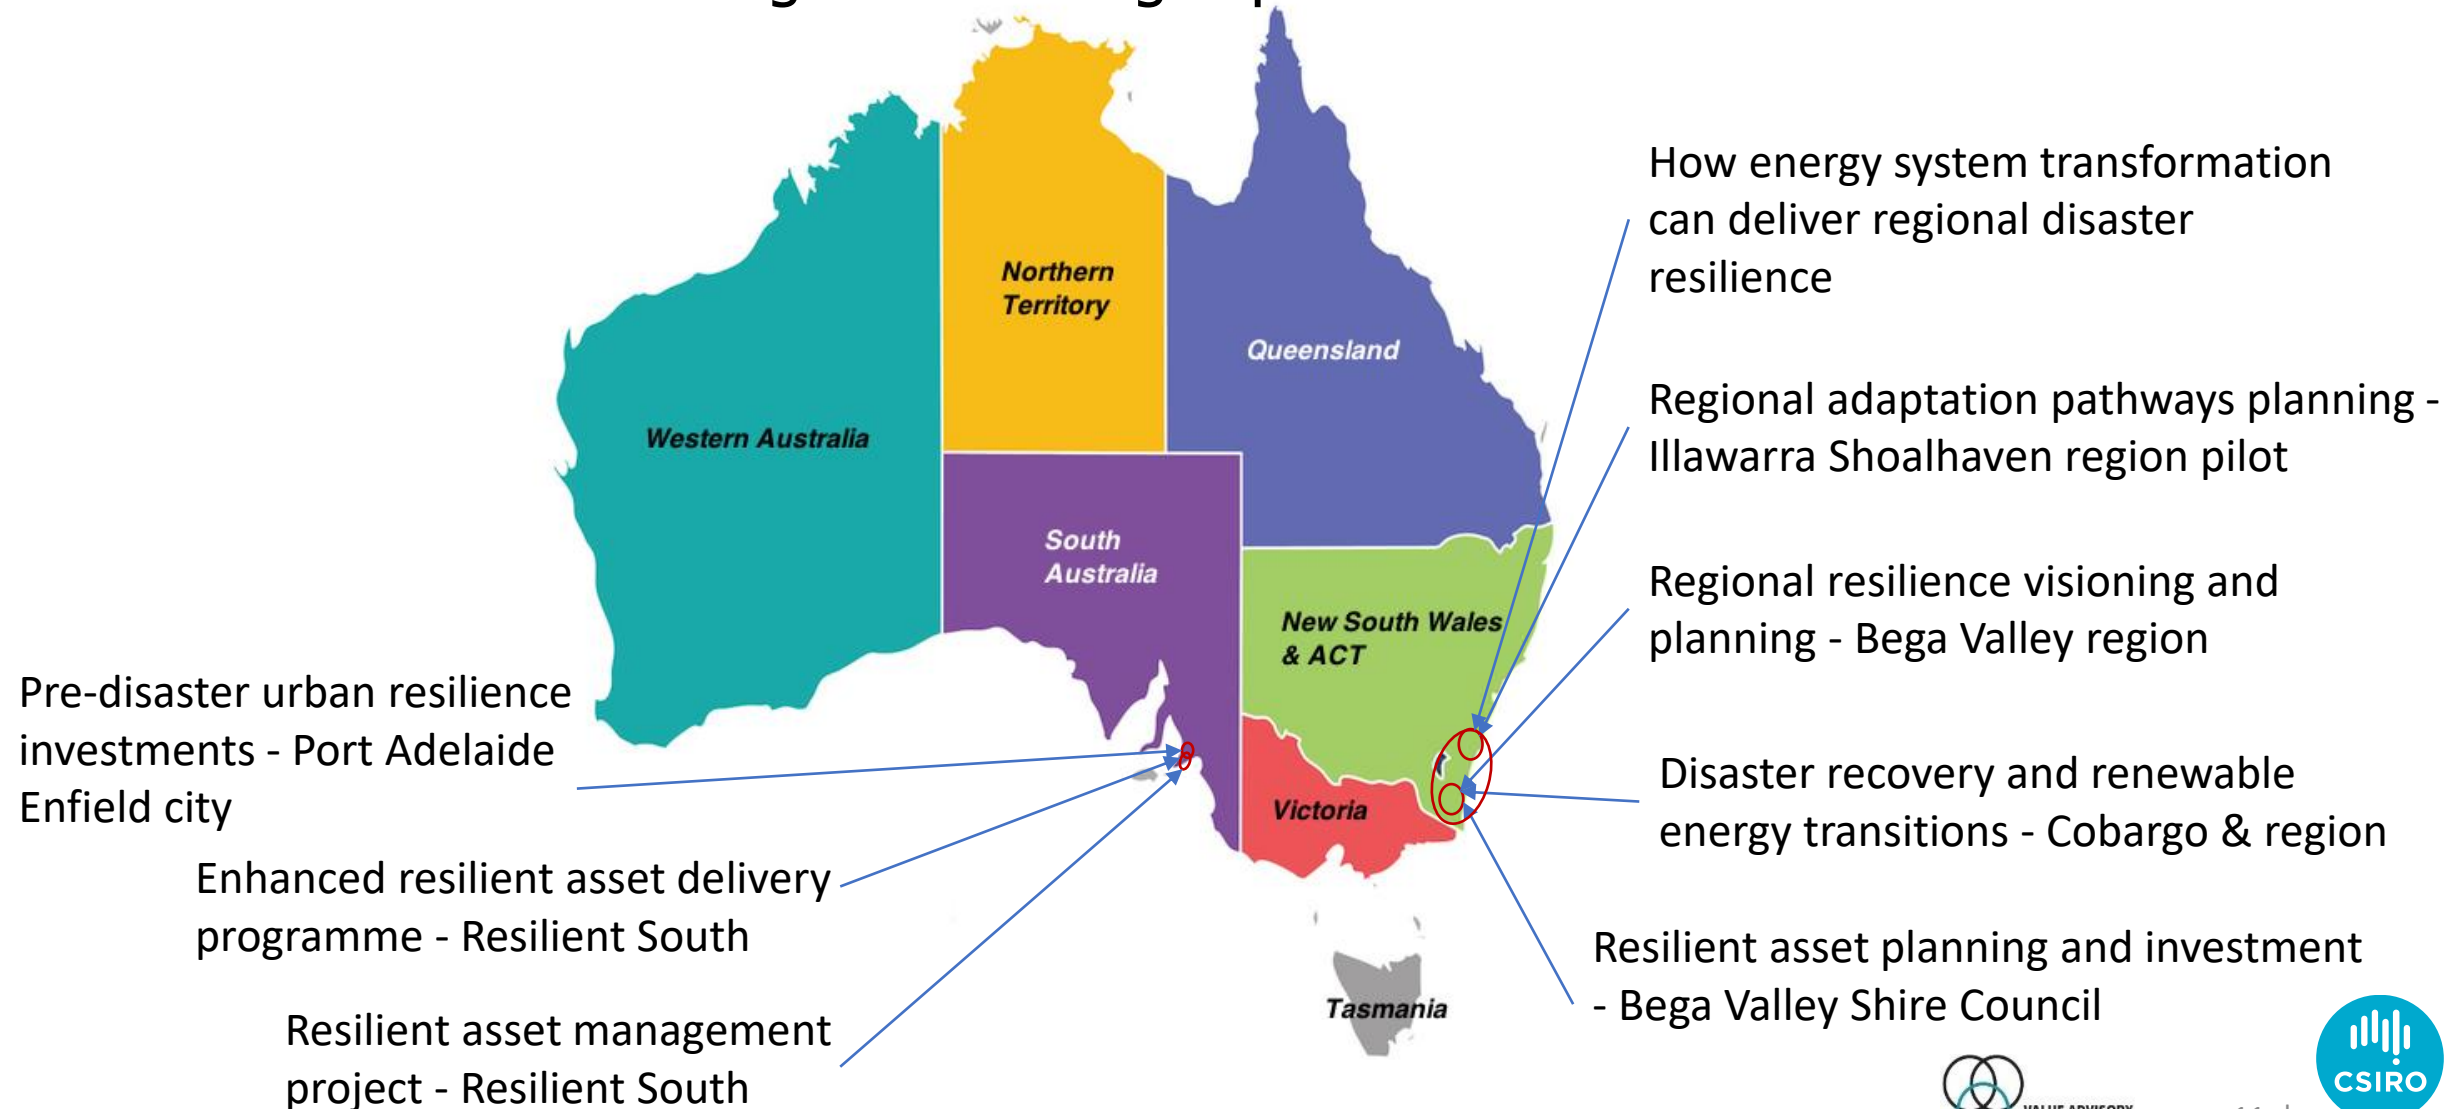 How energy system transformation
can deliver regional disaster
resilience
Northern
Territory
Queensland
Regional adaptation pathways planning -
Illawarra Shoalhaven region pilot
Western Australia
South
Australia
Regional resilience visioning and
planning - Bega Valley region
New South Wales
& ACT
Pre-disaster urban resilience
investments - Port Adelaide
Enfield city
Disaster recovery and renewable
energy transitions - Cobargo & region
Victoria
Enhanced resilient asset delivery
programme - Resilient South
Resilient asset planning and investment
- Bega Valley Shire Council
Tasmania
Resilient asset management
project - Resilient South
CSIRO
VALUE ADVISORY